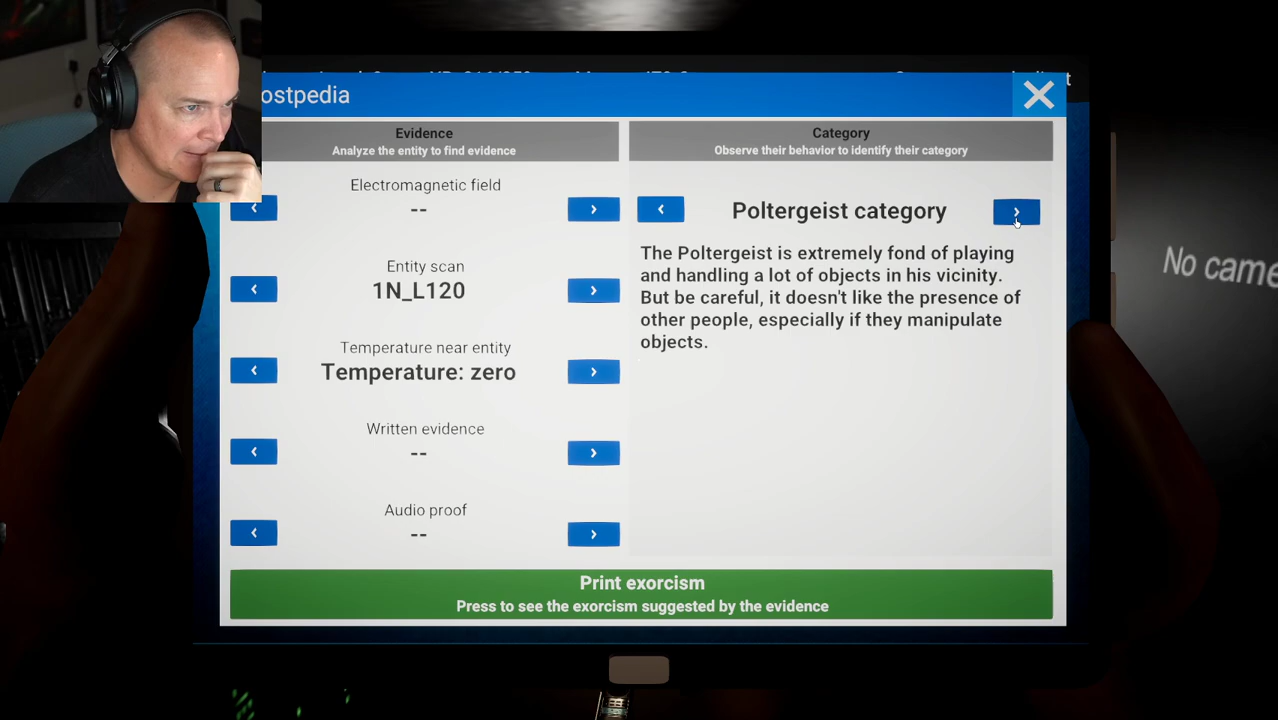 ostpedia
Evidence
Analyze the entity to find evidence
Category
Observe their behavior to identify their category
Electromagnetic field
--
Entity scan
1N_L120
Temperature near entity
Temperature: zero
Written evidence
--
Audio proof
--
Poltergeist category
The Poltergeist is extremely fond of playing
and handling a lot of objects in his vicinity.
But be careful, it doesn't like the presence of
other people, especially if they manipulate
objects.
Print exorcism
Press to see the exorcism suggested by the evidence
No came